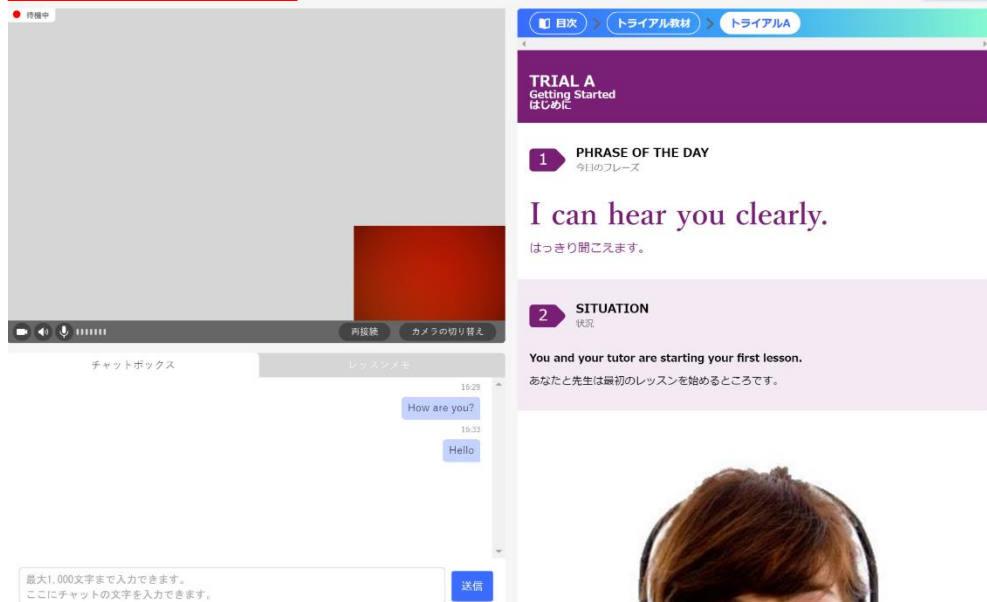 待機中
再接続
カメラの切り替え
チャットボックス
レッスンメモ
16:29
How are you?
16:33
Hello
最大1,000文字まで入力できます。
ここにチャットの文字を入力できます。
送信
目次
トライアル教材
トライアルA
TRIAL A
Getting Started
はじめに
1
PHRASE OF THE DAY
今日のフレーズ
I can hear you clearly.
はっきり聞こえます。
2
SITUATION
状況
You and your tutor are starting your first lesson.
あなたと先生は最初のレッスンを始めるところです。